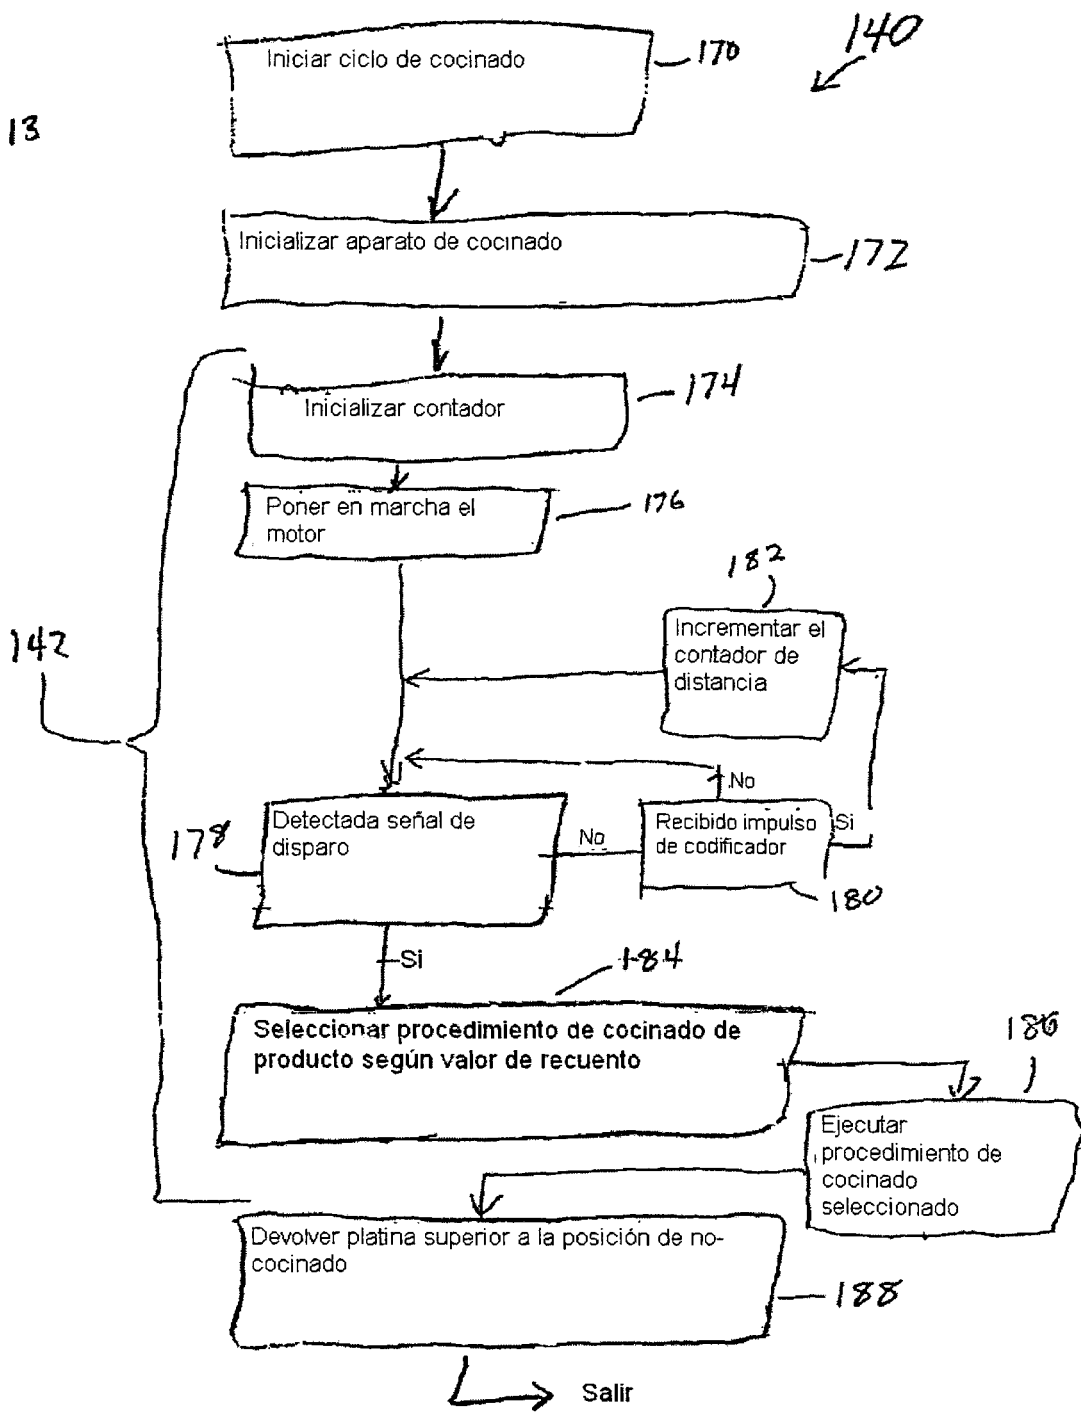 140
Iniciar ciclo de cocinado
170
13
Inicializar aparato de cocinado
172
Inicializar contador
174
Poner en marcha el
motor
176
182
Incrementar el
contador de
distancia
142
No
Detectada señal de
disparo
178
No
Recibido impulso
de codificador
Si
180
Si
184
Seleccionar procedimiento de cocinado de
producto según valor de recuento
186
Ejecutar
procedimiento de
cocinado
seleccionado
Devolver platina superior a la posición de no-
cocinado
188
Salir